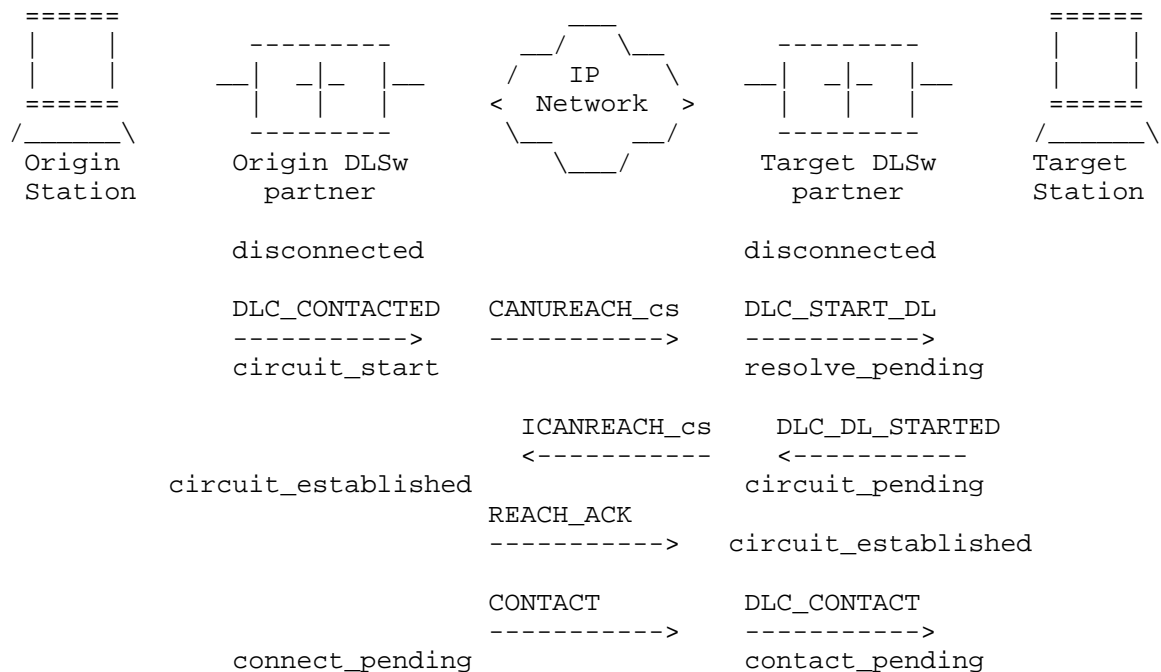 IP
Network
Origin Origin DLSw Target DLSw Target
Station partner partner Station
disconnected disconnected
DLC_CONTACTED CANUREACH_cs DLC_START_DL
-----------> -----------> ----------->
circuit_start resolve_pending
ICANREACH_cs DLC_DL_STARTED
<----------- <-----------
circuit_established circuit_pending
REACH_ACK
-----------> circuit_established
CONTACT DLC_CONTACT
-----------> ----------->
connect_pending contact_pending